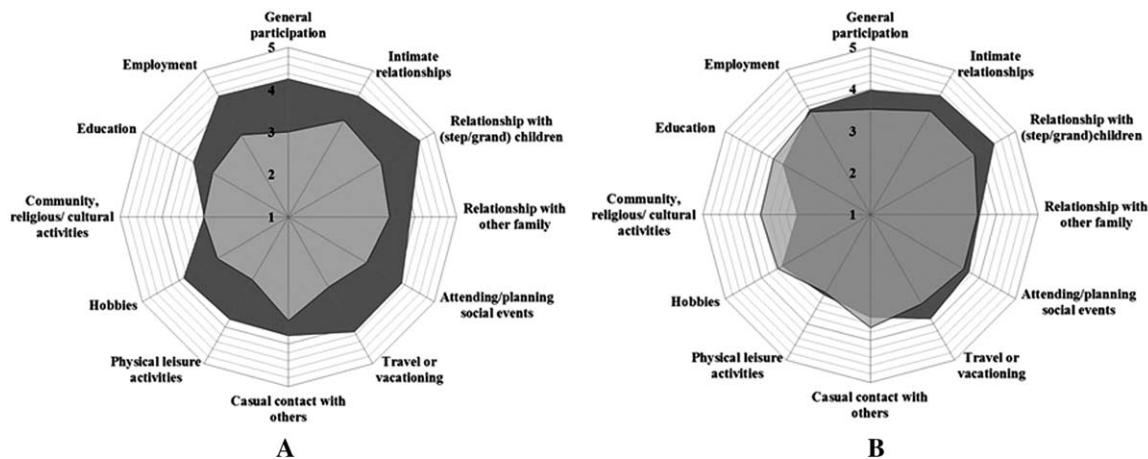 General
participation
5
4
3
2
1
Intimate
relationships
Relationship with
(step/grand) children
Relationship with
other family
Attending/planning
social events
Travel or
vacationing
Casual contact with
others
Physical leisure
activities
Hobbies
Community,
religious/ cultural
activities
Education
Employment
A
General
participation
5
4
3
2
1
Intimate
relationships
Relationship with
(step/grand)children
Relationship with
other family
Attending/planning
social events
Travel or
vacationing
Casual contact with
others
Physical leisure
activities
Hobbies
Community,
religious/ cultural
activities
Education
Employment
B